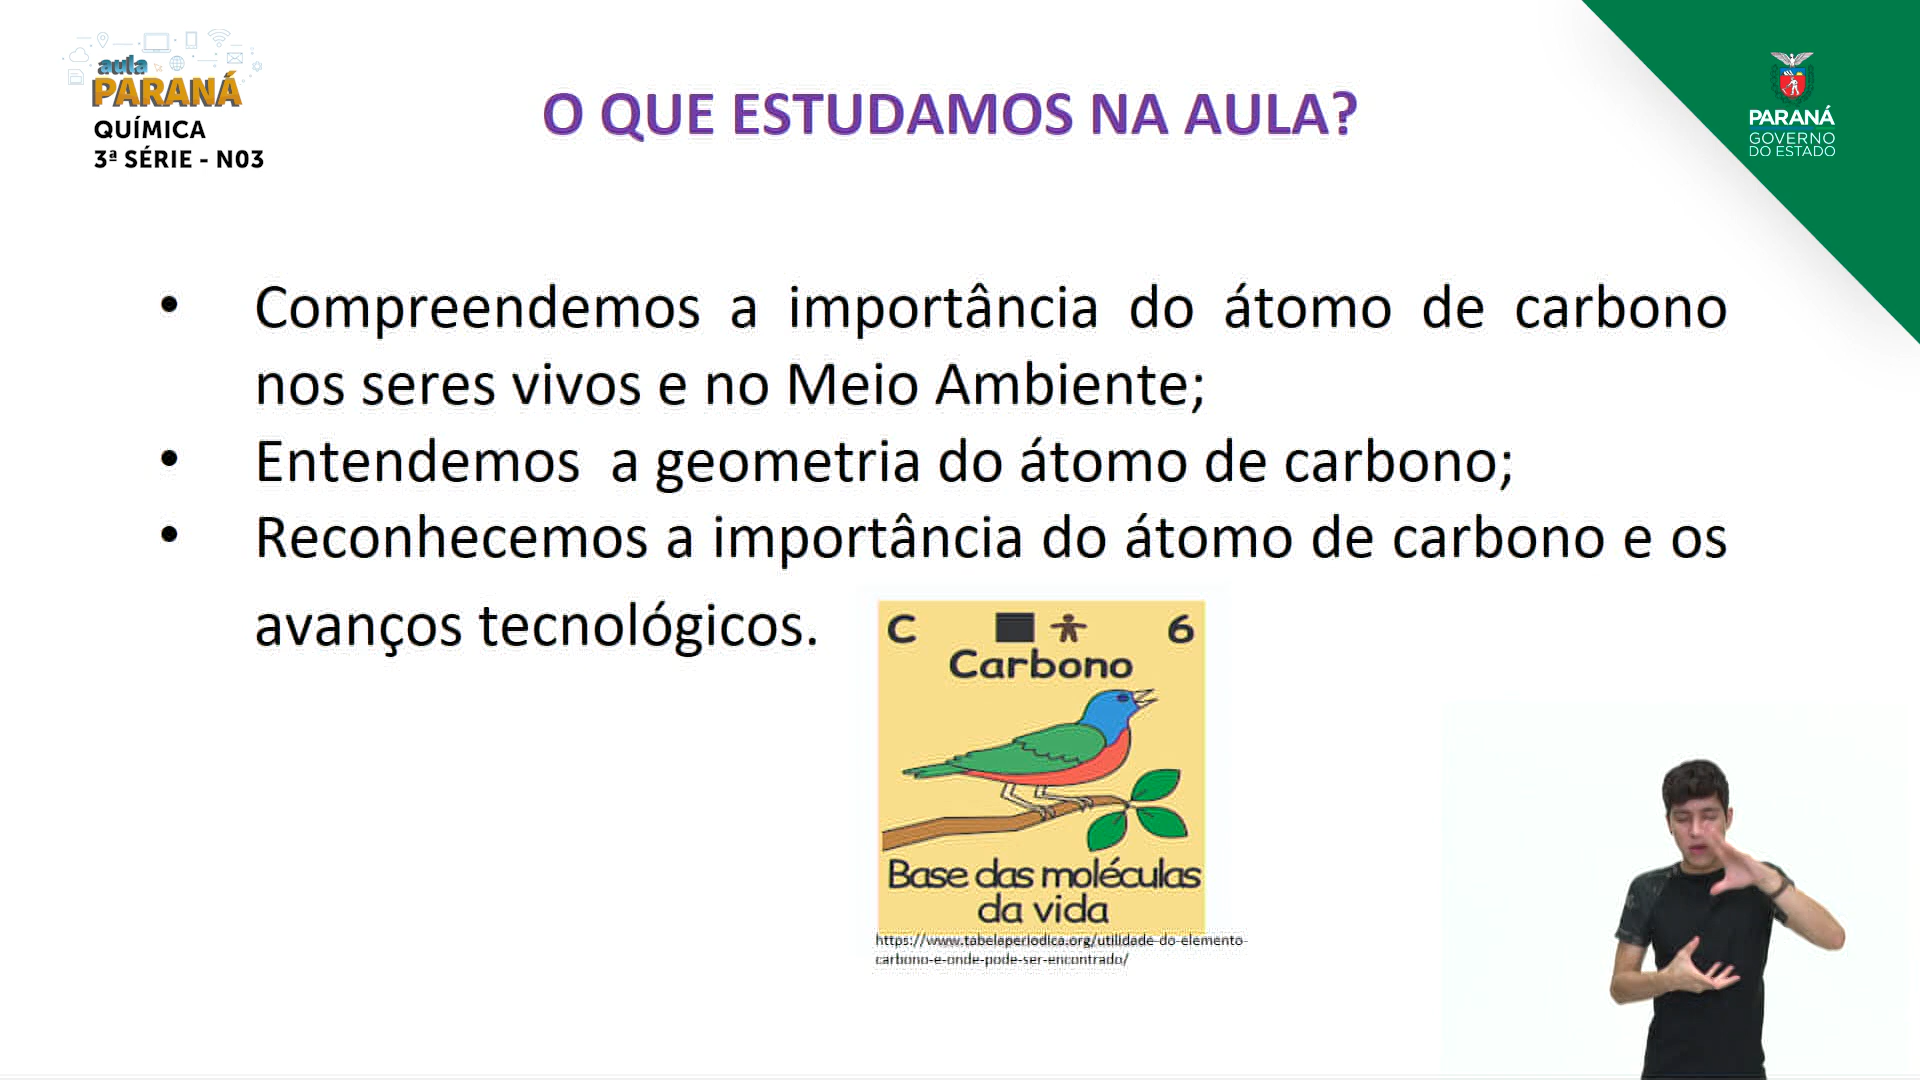 aula
PARANÁ
QUÍMICA
3ª SÉRIE - N03
O QUE ESTUDAMOS NA AULA?
PARANÁ
GOVERNO
DO ESTADO
• Compreendemos a importância do átomo de carbono
nos seres vivos e no Meio Ambiente;
• Entendemos a geometria do átomo de carbono;
• Reconhecemos a importância do átomo de carbono e os
avanços tecnológicos.
C 6
Carbono
Base das moléculas
da vida
https://www.tabelaperiodica.org/utilidade-do-elemento-
carbono-e-onde-pode-ser-encontrado/